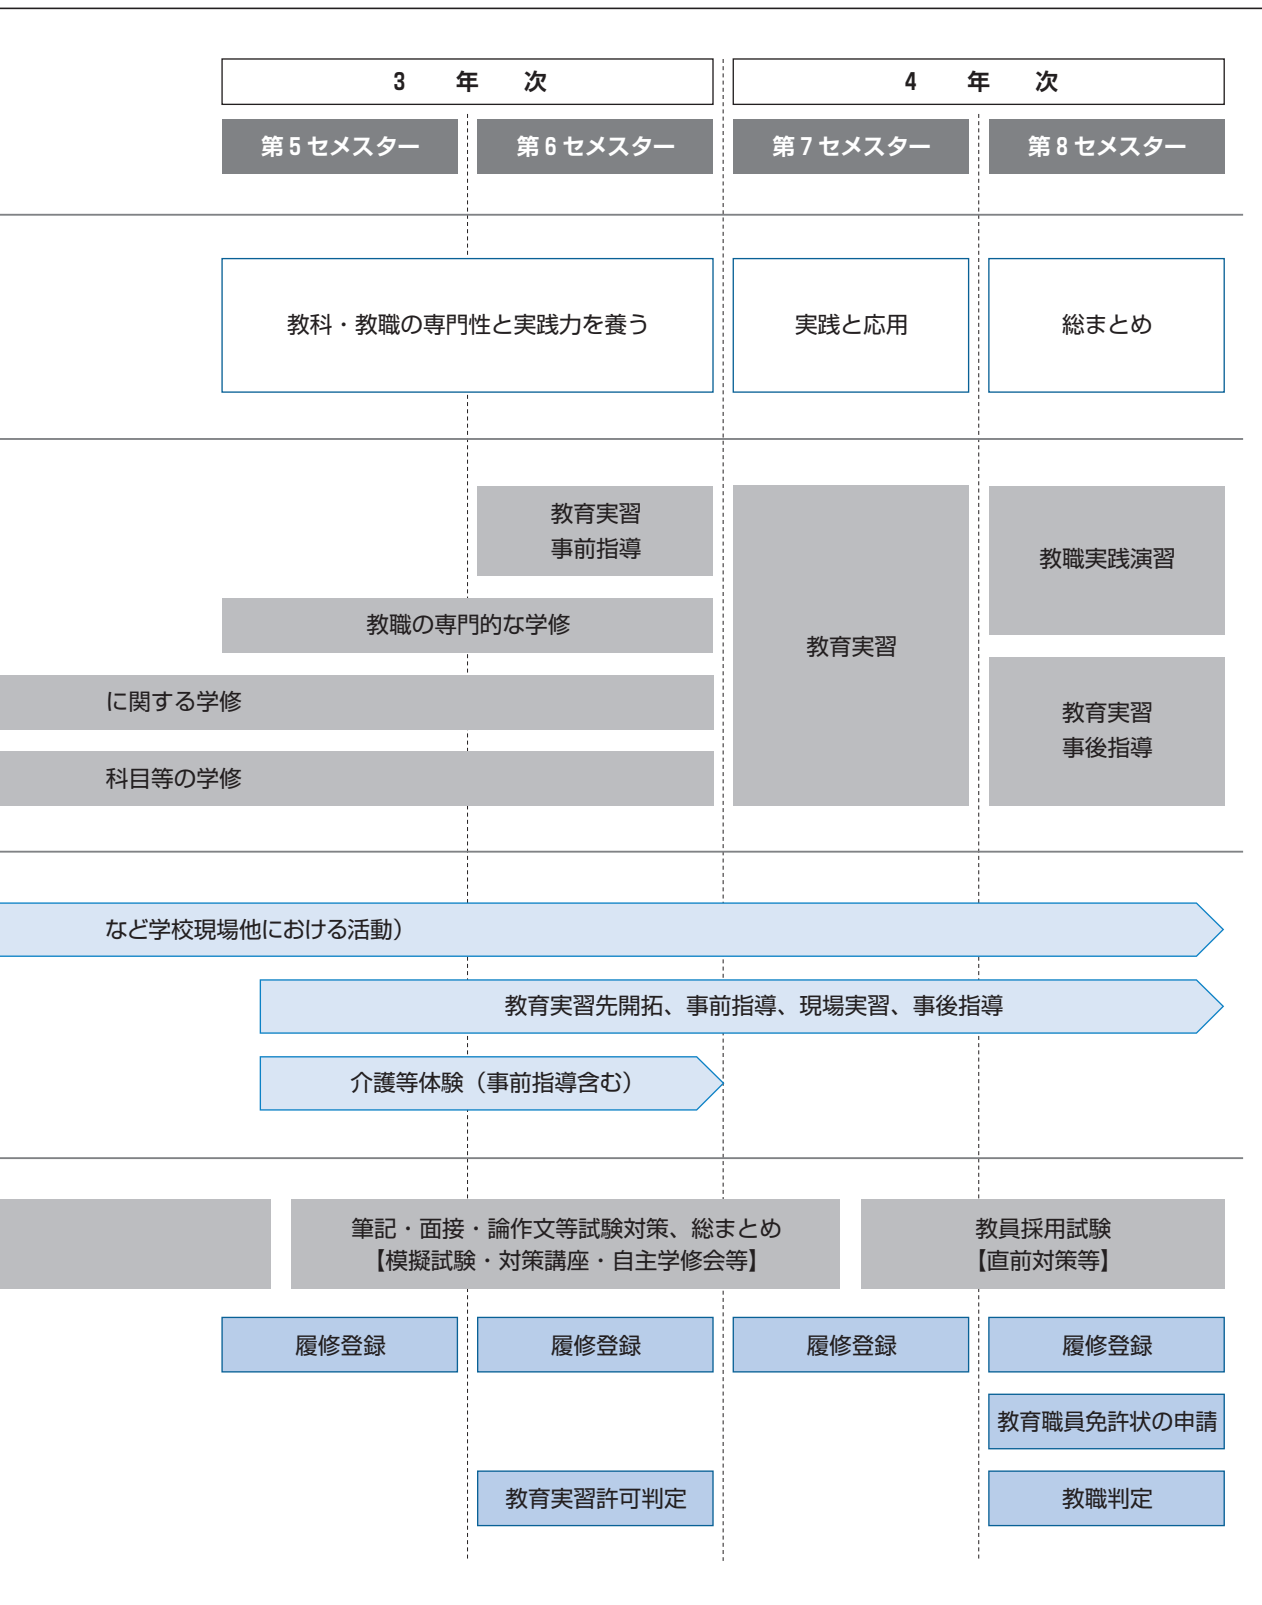 3 年 次
4 年 次
第5セメスター
第6セメスター
第7セメスター
第8セメスター
教科・教職の専門性と実践力を養う
実践と応用
総まとめ
教育実習
事前指導
教職の専門的な学修
に関する学修
科目等の学修
教育実習
教職実践演習
教育実習
事後指導
など学校現場他における活動）
教育実習先開拓、事前指導、現場実習、事後指導
介護等体験（事前指導含む）
筆記・面接・論作文等試験対策、総まとめ
【模擬試験・対策講座・自主学修会等】
教員採用試験
【直前対策等】
履修登録
履修登録
履修登録
履修登録
教育職員免許状の申請
教育実習許可判定
教職判定